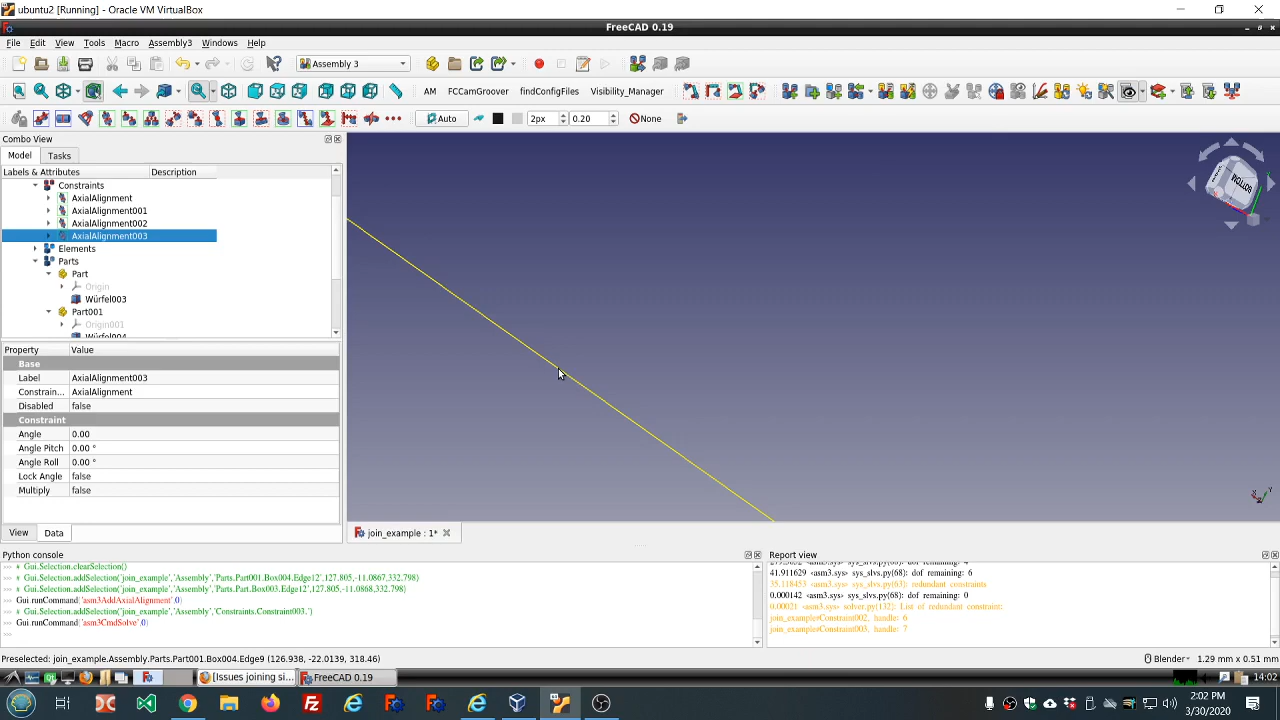 ubuntu2 [Running] - Oracle VM VirtualBox
FreeCAD 0.19
File Edit View Tools Macro Assembly3 Windows Help
Assembly 3
AM FCCamGroover findConfigFiles Visibility_Manager
Auto 2px 0.20 None
Combo View
Model Tasks
Labels & Attributes Description
Constraints
AxialAlignment
AxialAlignment001
AxialAlignment002
AxialAlignment003
Elements
Parts
Part
Origin
Würfel003
Part001
Origin001
Würfel004
Property Value
Base
Label AxialAlignment003
Constrain... AxialAlignment
Disabled false
Constraint
Angle 0.00
Angle Pitch 0.00 °
Angle Roll 0.00 °
Lock Angle false
Multiply false
View Data
BOTTOM
join_example : 1*
Python console
>>> # Gui.Selection.clearSelection()
>>> # Gui.Selection.addSelection('join_example','Assembly','Parts.Part001.Box004.Edge12',127.805,-11.0867,332.798)
>>> # Gui.Selection.addSelection('join_example','Assembly','Parts.Part.Box003.Edge12',127.805,-11.0868,332.798)
>>> Gui.runCommand('asm3AddAxialAlignment',0)
>>> # Gui.Selection.addSelection('join_example','Assembly','Constraints.Constraint003.')
>>> Gui.runCommand('asm3CmdSolve',0)
>>>
Report view
41.911629 <asm3.sys> sys_slvs.py(68): dof remaining: 6
35.118453 <asm3.sys> sys_slvs.py(63): redundant constraints
0.000142 <asm3.sys> sys_slvs.py(68): dof remaining: 0
0.00021 <asm3.sys> solver.py(132): List of redundant constraint:
join_example#Constraint002, handle: 6
join_example#Constraint003, handle: 7
Preselected: join_example.Assembly.Parts.Part001.Box004.Edge9 (126.938, -22.0139, 318.46)
Blender 1.29 mm x 0.51 mm
[Issues joining si... FreeCAD 0.19 14:02
2:02 PM
3/30/2020